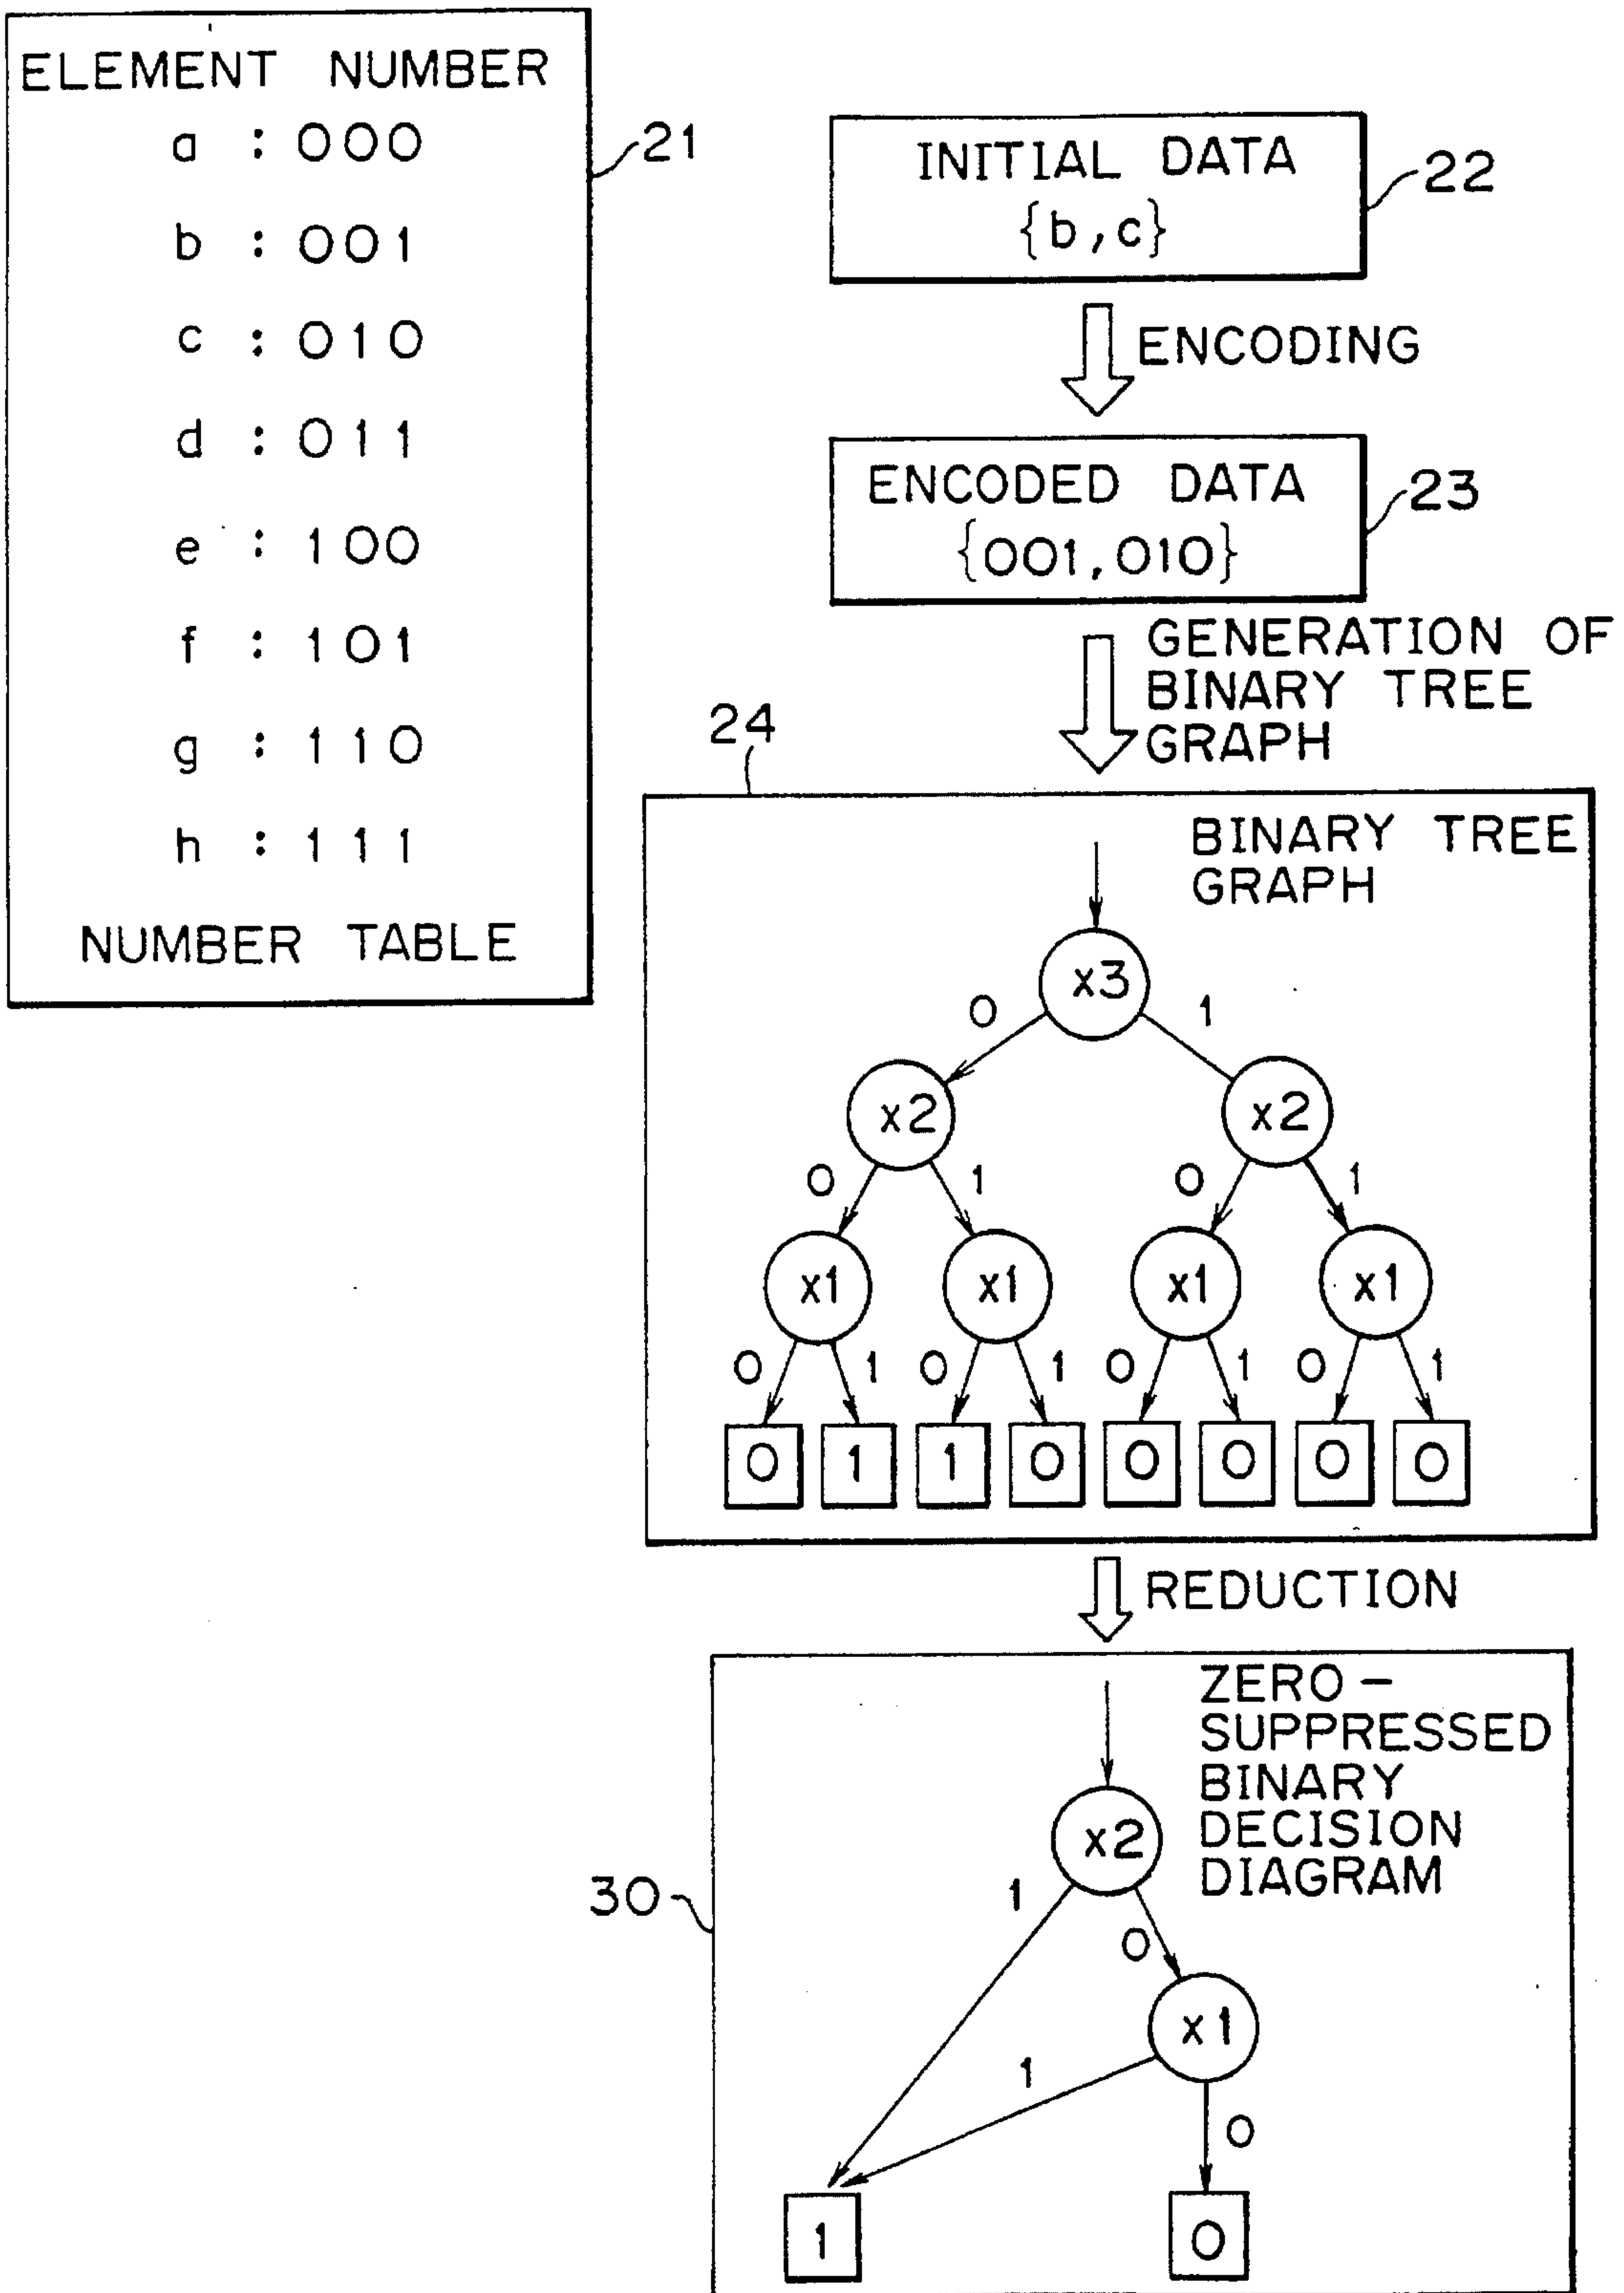 ELEMENT NUMBER
a : 000
b : 001
c : 010
d : 011
e : 100
f : 101
g : 110
h : 111
NUMBER TABLE
21
INITIAL DATA
{b,c}
22
ENCODING
ENCODED DATA
{001,010}
23
GENERATION OF
BINARY TREE
GRAPH
24
BINARY TREE
GRAPH
x3
0 1
x2 x2
0 1 0 1
x1 x1 x1 x1
0 1 0 1 0 1 0 1
0 1 1 0 0 0 0 0
REDUCTION
ZERO-
SUPPRESSED
BINARY
DECISION
DIAGRAM
30
x2
1 0
x1
1 0
1 0